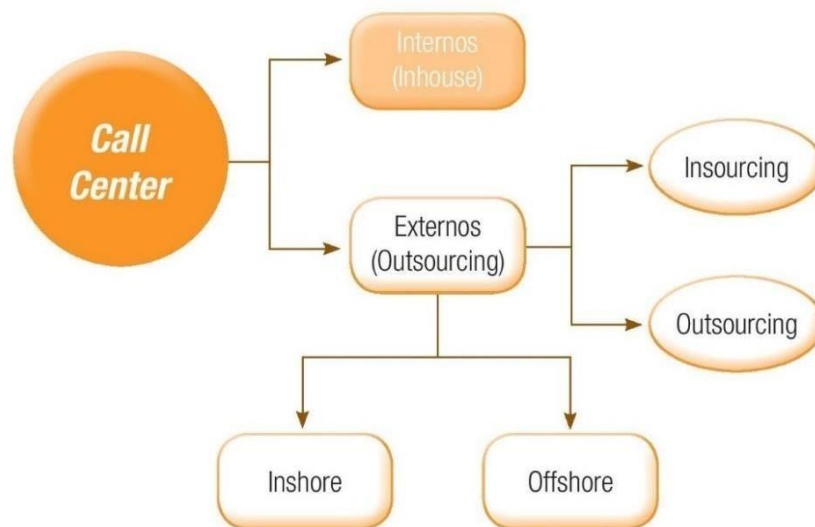 Internos
(Inhouse)
Call
Center
Insourcing
Externos
(Outsourcing)
Outsourcing
Inshore
Offshore